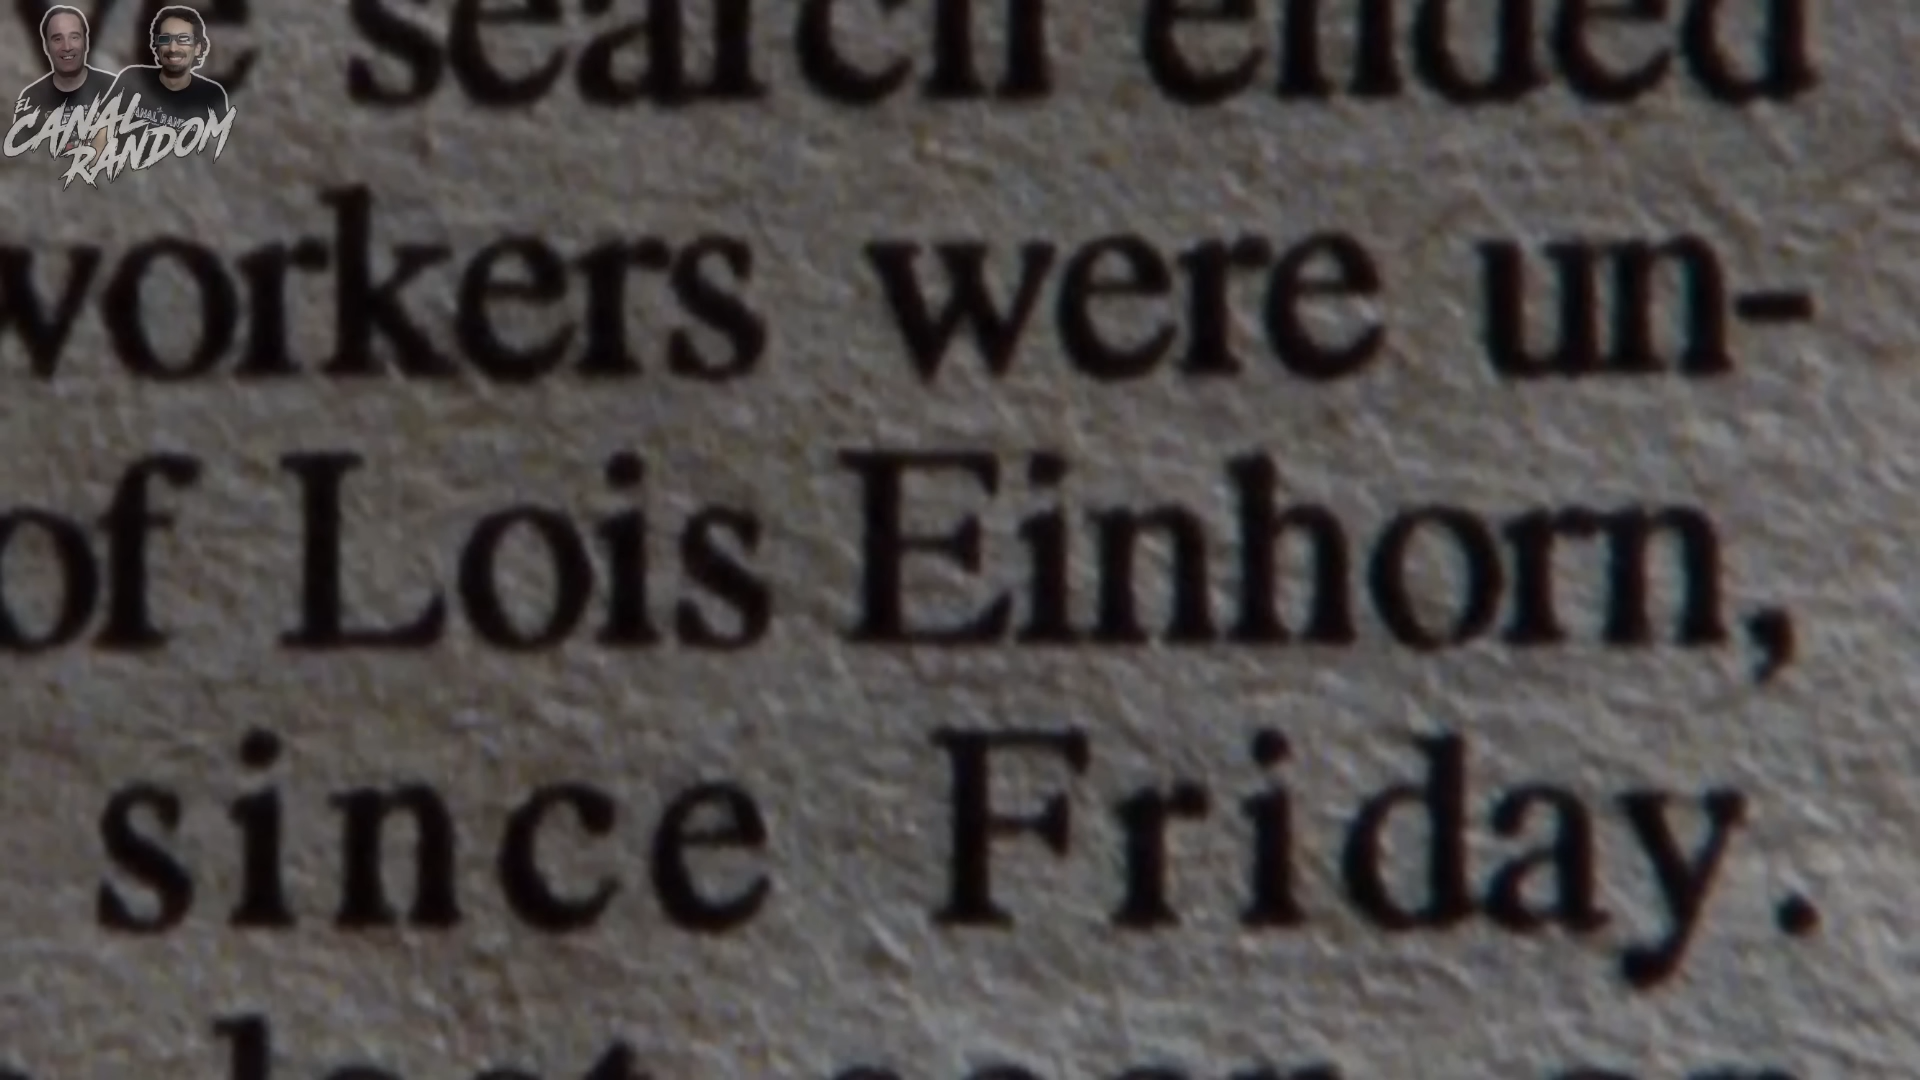 EL
CANAL
RANDOM
search ended
workers were un-
of Lois Einhorn,
since Friday.